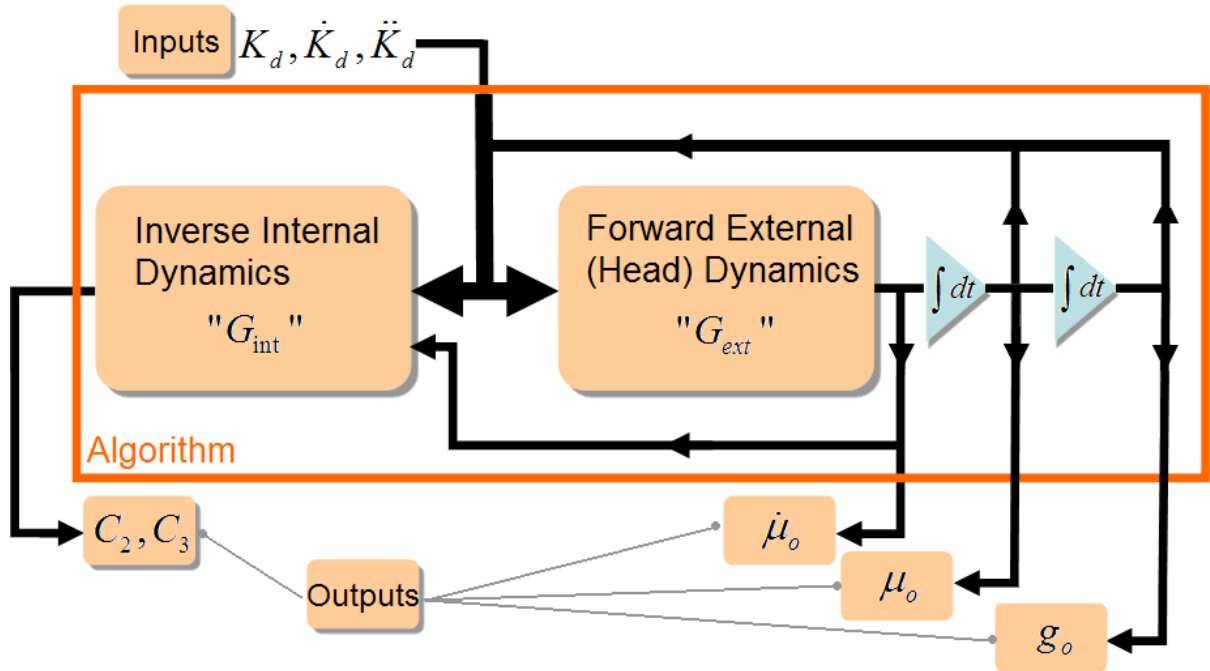 Inputs
K_d, K̇_d, K̈_d
Inverse Internal
Dynamics
"G_int"
Forward External
(Head) Dynamics
"G_ext"
∫dt
∫dt
Algorithm
C_2, C_3
Outputs
μ̇_o
μ_o
g_o